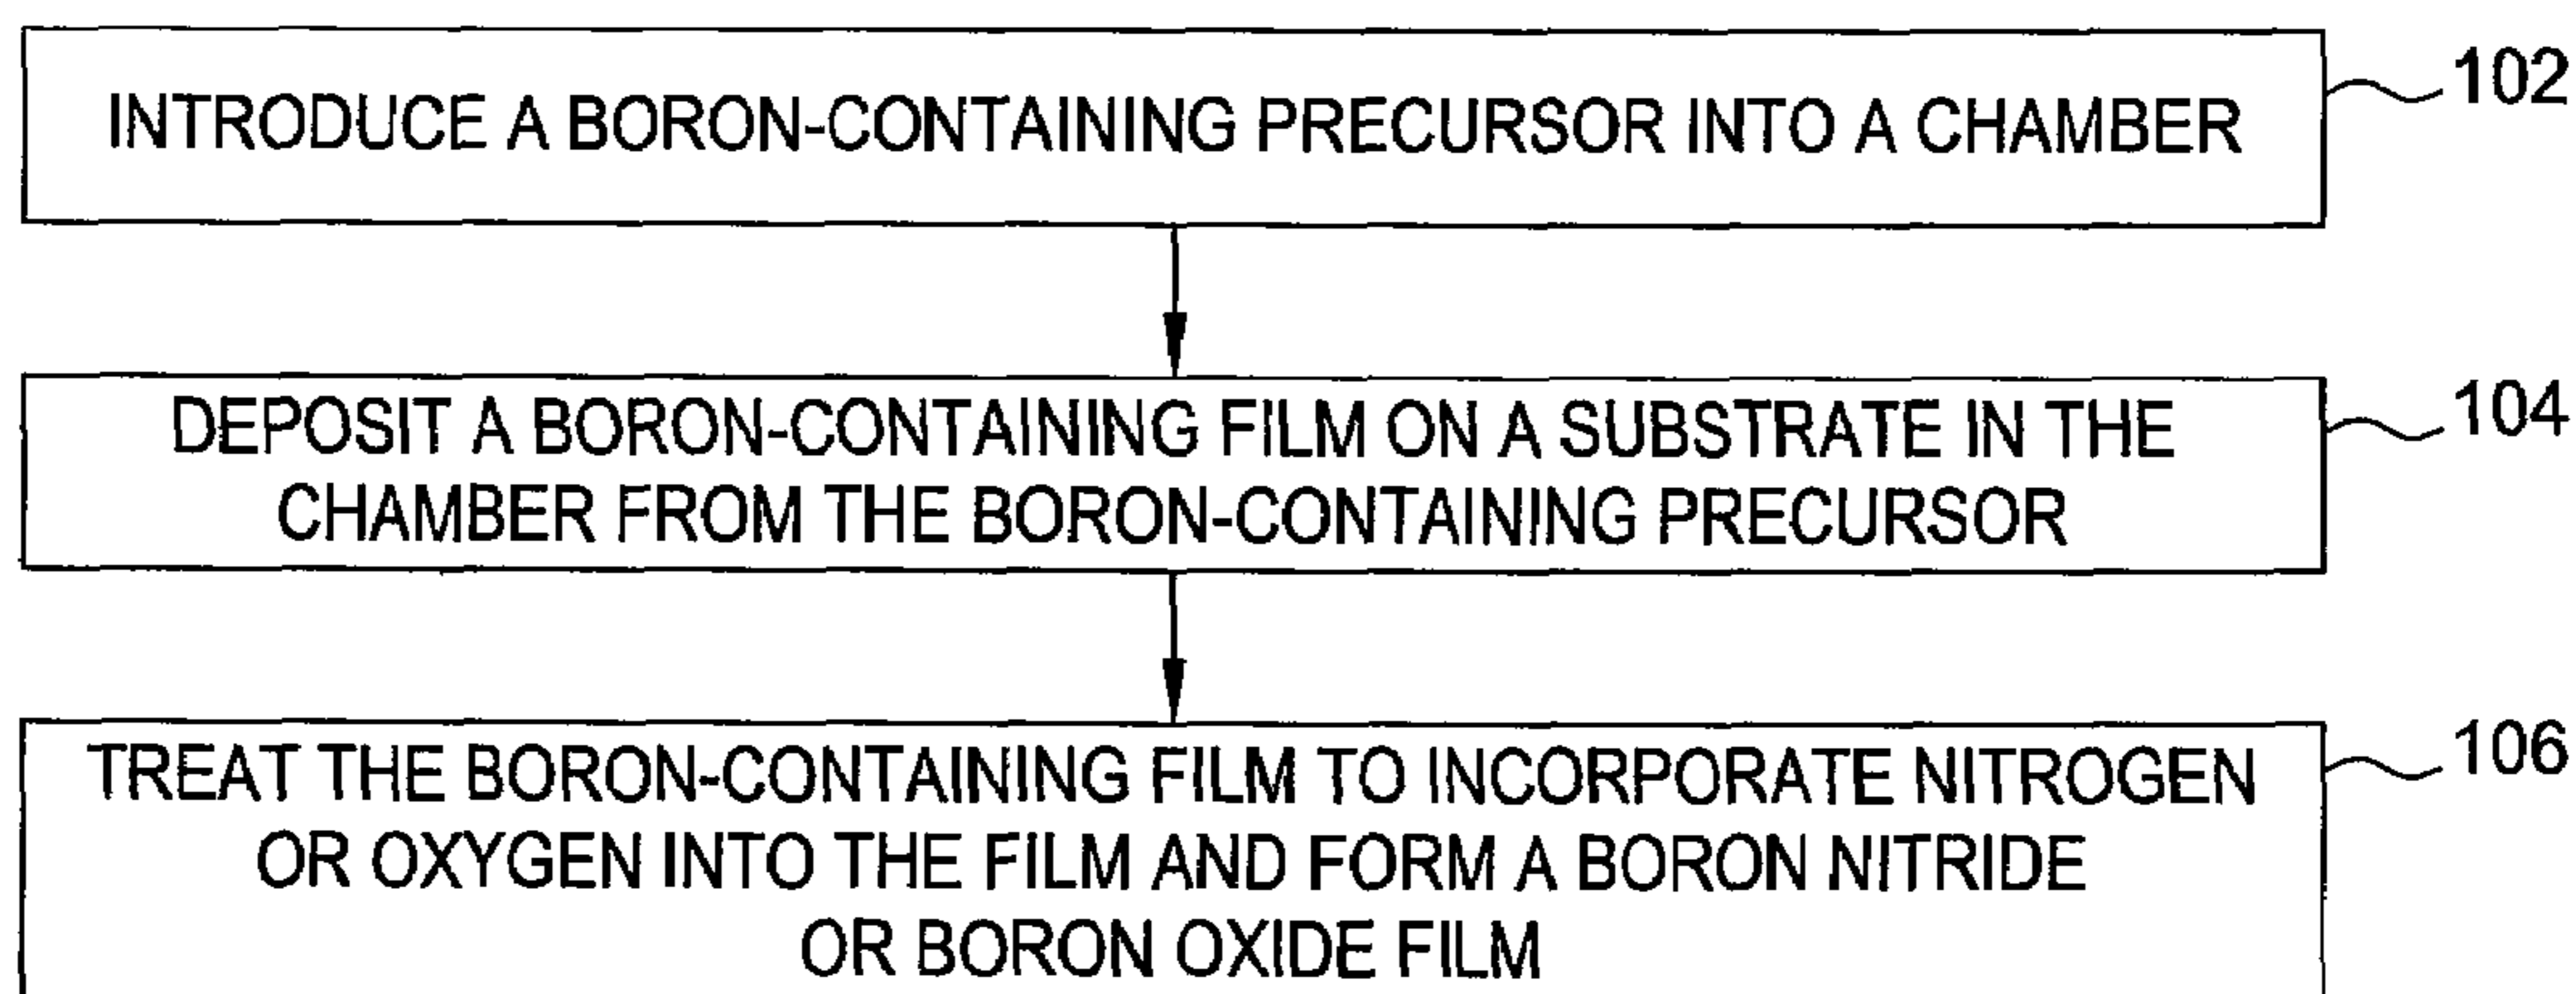 INTRODUCE A BORON-CONTAINING PRECURSOR INTO A CHAMBER
102
DEPOSIT A BORON-CONTAINING FILM ON A SUBSTRATE IN THE
CHAMBER FROM THE BORON-CONTAINING PRECURSOR
104
TREAT THE BORON-CONTAINING FILM TO INCORPORATE NITROGEN
OR OXYGEN INTO THE FILM AND FORM A BORON NITRIDE
OR BORON OXIDE FILM
106